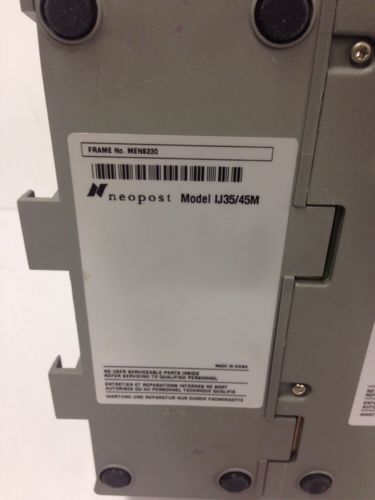 FRAME No. MEN8230
neopost Model IJ35/45M
MADE IN CHINA
NO USER SERVICEABLE PARTS INSIDE
REFER SERVICING TO QUALIFIED PERSONNEL
ENTRETIEN ET REPARATIONS INTERNES NE SONT
AUTORISES QU AU PERSONNEL TECHNIQUE QUALIFIE
WARTUNG UND REPARATUR NUR DURCH FACHKRAEFTE